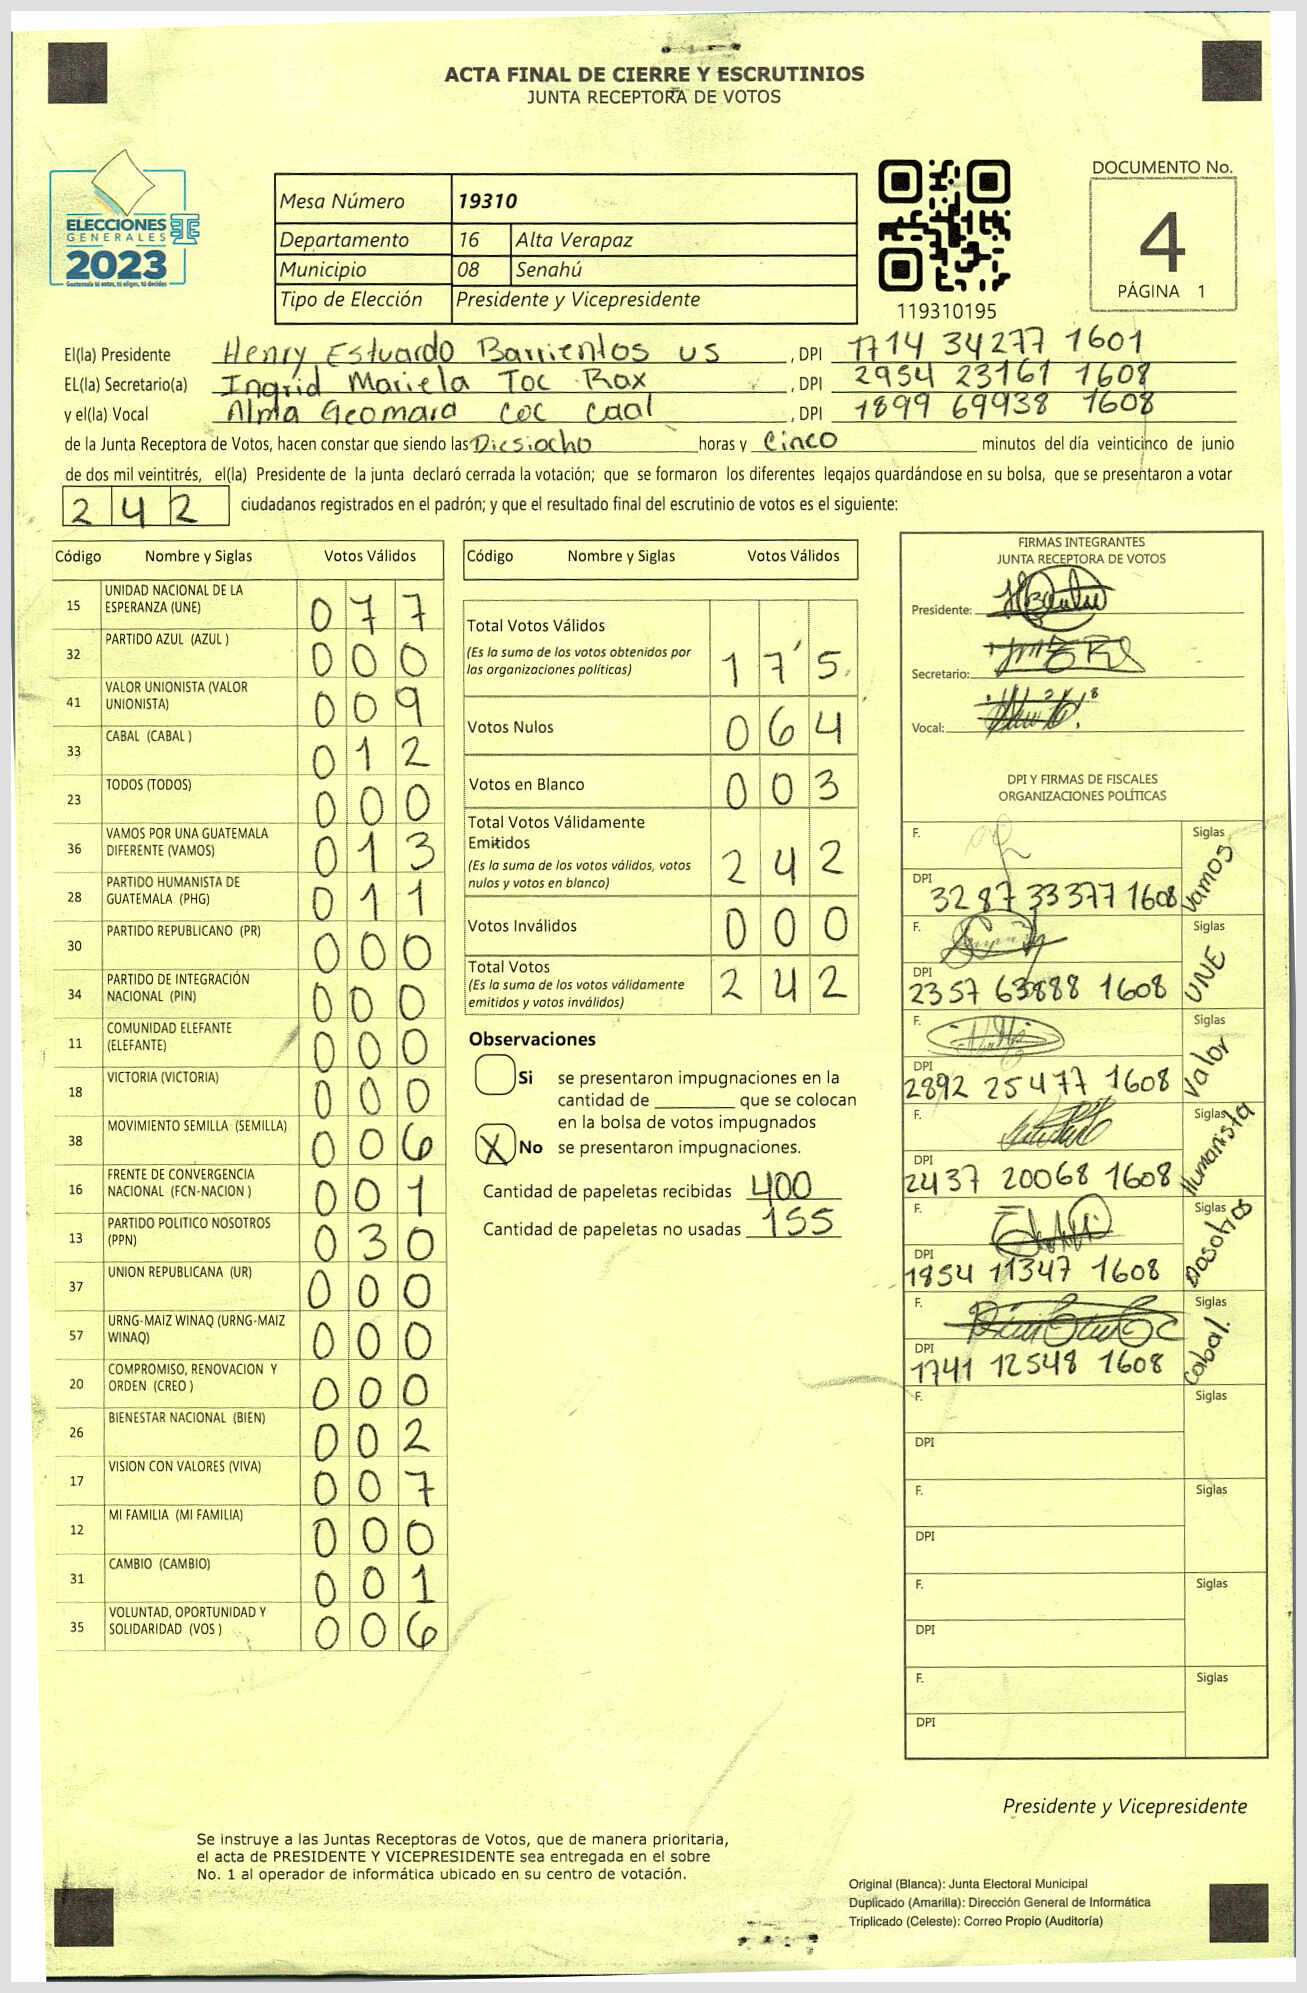 ACTA FINAL DE CIERRE Y ESCRUTINIOS
JUNTA RECEPTORA DE VOTOS
ELECCIONES
GENERALES
2023
Guatemala tú votas, tú eliges, tú decides
Mesa Número 19310
Departamento 16 Alta Verapaz
Municipio 08 Senahú
Tipo de Elección Presidente y Vicepresidente
119310195
DOCUMENTO No.
4
PÁGINA 1
El(la) Presidente Henry Estuardo Barrientos us , DPI 1714 34277 1601
EL(la) Secretario(a) Ingrid Mariela Toc Rax , DPI 2954 23161 1608
y el(la) Vocal Alma Geomara coc caal , DPI 1899 69938 1608
de la Junta Receptora de Votos, hacen constar que siendo las Diesiocho horas y cinco minutos del día veinticinco de junio
de dos mil veintitrés, el(la) Presidente de la junta declaró cerrada la votación; que se formaron los diferentes legajos guardándose en su bolsa, que se presentaron a votar
242 ciudadanos registrados en el padrón; y que el resultado final del escrutinio de votos es el siguiente:
Código Nombre y Siglas Votos Válidos
15 UNIDAD NACIONAL DE LA ESPERANZA (UNE) 077
32 PARTIDO AZUL (AZUL ) 000
41 VALOR UNIONISTA (VALOR UNIONISTA) 009
33 CABAL (CABAL ) 012
23 TODOS (TODOS) 000
36 VAMOS POR UNA GUATEMALA DIFERENTE (VAMOS) 013
28 PARTIDO HUMANISTA DE GUATEMALA (PHG) 011
30 PARTIDO REPUBLICANO (PR) 000
34 PARTIDO DE INTEGRACIÓN NACIONAL (PIN) 000
11 COMUNIDAD ELEFANTE (ELEFANTE) 000
18 VICTORIA (VICTORIA) 000
38 MOVIMIENTO SEMILLA (SEMILLA) 006
16 FRENTE DE CONVERGENCIA NACIONAL (FCN-NACION ) 001
13 PARTIDO POLITICO NOSOTROS (PPN) 030
37 UNION REPUBLICANA (UR) 000
57 URNG-MAIZ WINAQ (URNG-MAIZ WINAQ) 000
20 COMPROMISO, RENOVACION Y ORDEN (CREO ) 000
26 BIENESTAR NACIONAL (BIEN) 002
17 VISION CON VALORES (VIVA) 007
12 MI FAMILIA (MI FAMILIA) 000
31 CAMBIO (CAMBIO) 001
35 VOLUNTAD, OPORTUNIDAD Y SOLIDARIDAD (VOS ) 006
Código Nombre y Siglas Votos Válidos
Total Votos Válidos 175
(Es la suma de los votos obtenidos por
las organizaciones políticas)
Votos Nulos 064
Votos en Blanco 003
Total Votos Válidamente
Emitidos 242
(Es la suma de los votos válidos, votos
nulos y votos en blanco)
Votos Inválidos 000
Total Votos 242
(Es la suma de los votos válidamente
emitidos y votos inválidos)
Observaciones
Si se presentaron impugnaciones en la
cantidad de que se colocan
en la bolsa de votos impugnados
X No se presentaron impugnaciones.
Cantidad de papeletas recibidas 400
Cantidad de papeletas no usadas 155
FIRMAS INTEGRANTES
JUNTA RECEPTORA DE VOTOS
Presidente:
Secretario:
Vocal:
DPI Y FIRMAS DE FISCALES
ORGANIZACIONES POLÍTICAS
F. Siglas Vamos
DPI 3287 33377 1608
F. Siglas UNE
DPI 2357 63888 1608
F. Siglas Valor
DPI 2892 25477 1608
F. Siglas Humanista
DPI 2437 20068 1608
F. Siglas Nosotros
DPI 1854 11347 1608
F. Siglas Cabal.
DPI 1741 12548 1608
F. Siglas
DPI
F. Siglas
DPI
F. Siglas
DPI
F. Siglas
DPI
Presidente y Vicepresidente
Se instruye a las Juntas Receptoras de Votos, que de manera prioritaria,
el acta de PRESIDENTE Y VICEPRESIDENTE sea entregada en el sobre
No. 1 al operador de informática ubicado en su centro de votación.
Original (Blanca): Junta Electoral Municipal
Duplicado (Amarilla): Dirección General de Informática
Triplicado (Celeste): Correo Propio (Auditoría)